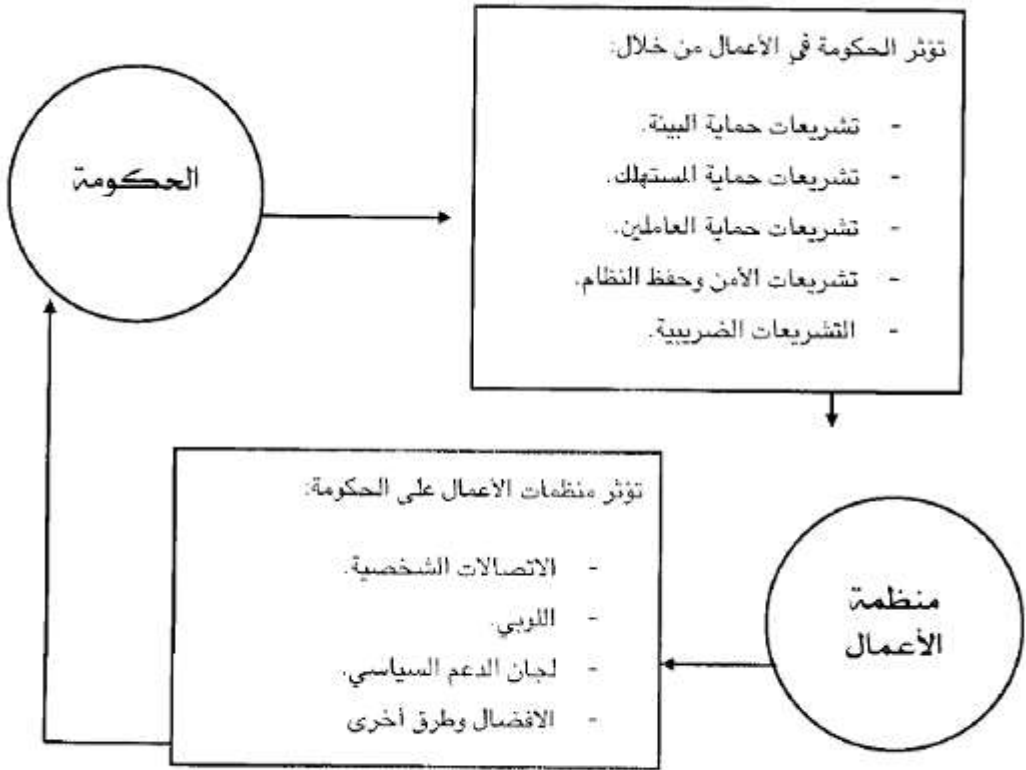 تؤثر الحكومة في الأعمال من خلال:
- تشريعات حماية البيئة.
- تشريعات حماية المستهلك.
- تشريعات حماية العاملين.
- تشريعات الأمن وحفظ النظام.
- التشريعات الضريبية.
الحكومة
تؤثر منظمات الأعمال على الحكومة:
- الاتصالات الشخصية.
- اللوبي.
- لجان الدعم السياسي.
- الافضال وطرق أخرى
منظمة
الأعمال